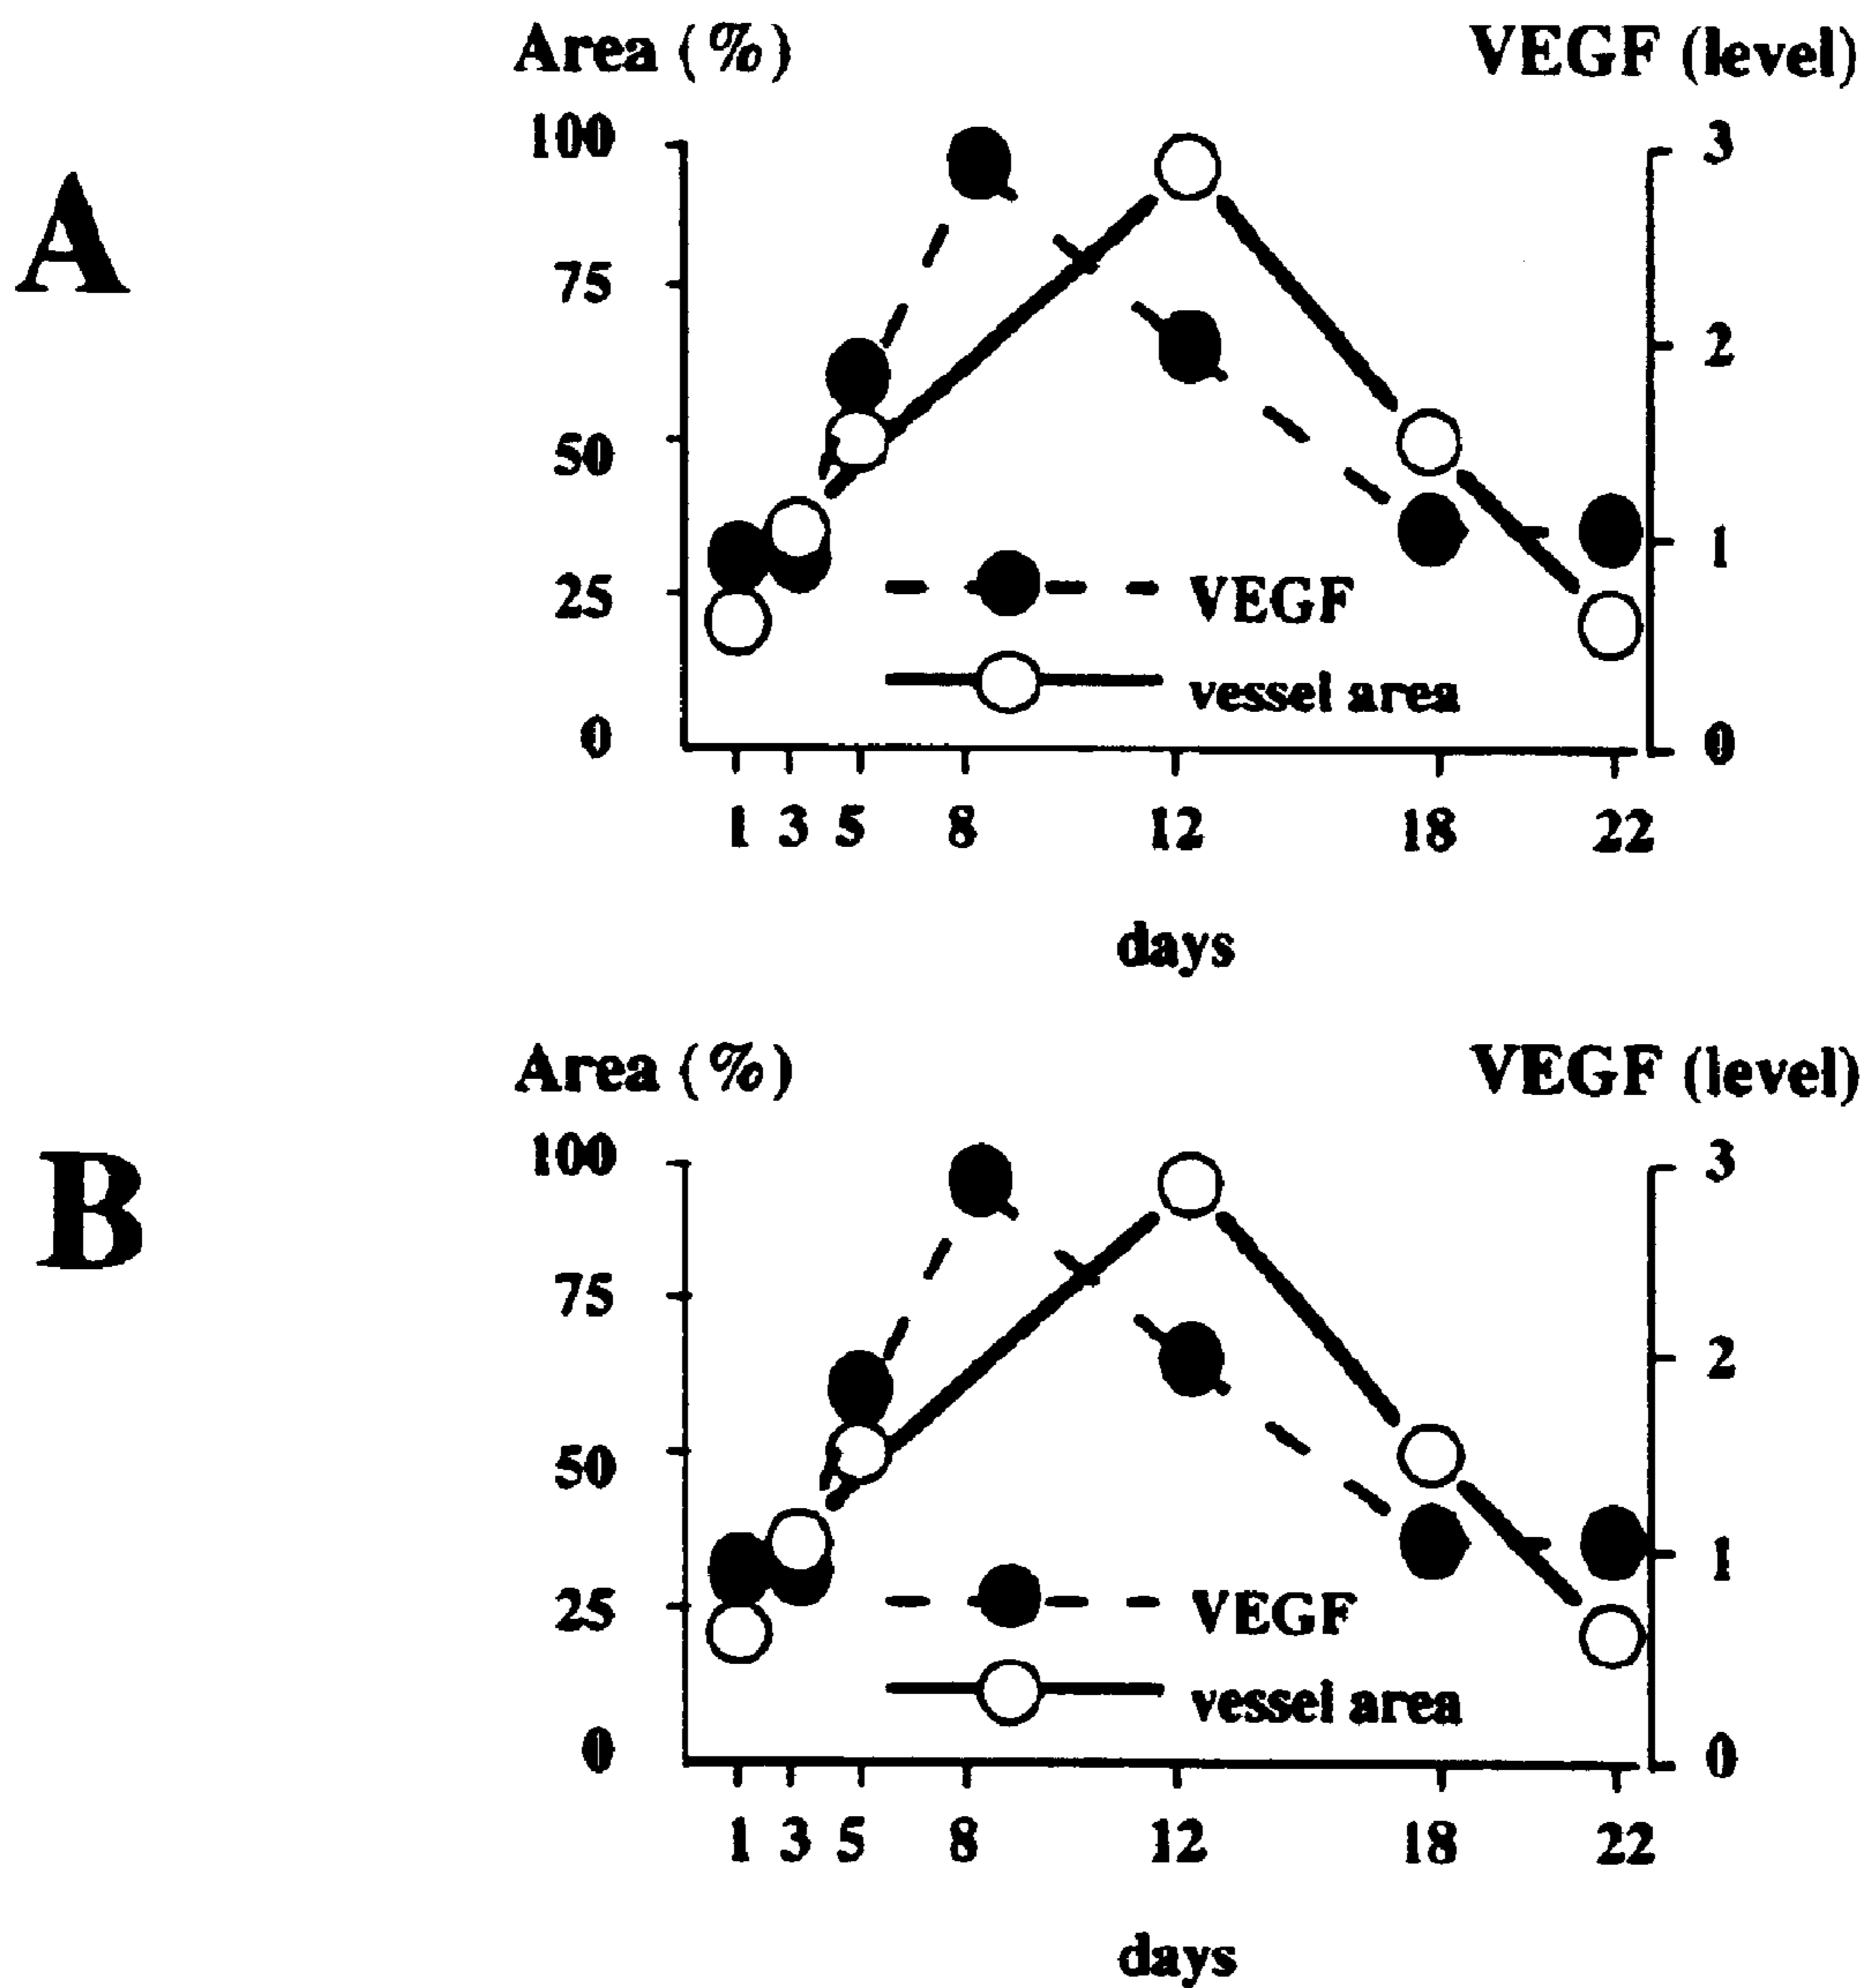 Area (%) VEGF (level)
A
100 3
75
2
50
1
25
VEGF
vessel area
0 0
1 3 5 8 12 18 22
days
Area (%) VEGF (level)
B
100 3
75
2
50
1
25
VEGF
vessel area
0 0
1 3 5 8 12 18 22
days